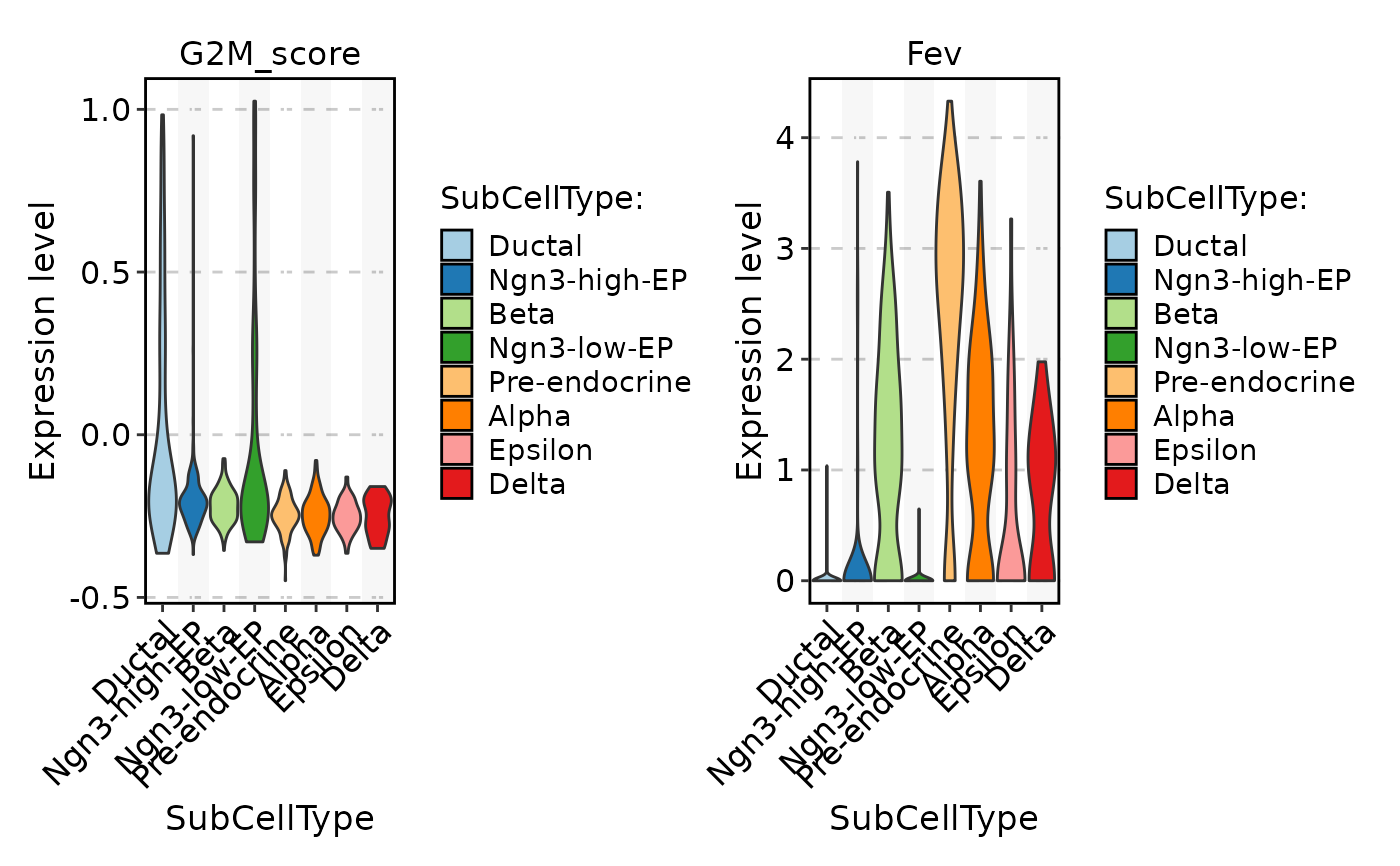 G2M_score
Expression level
1.0
0.5
0.0
-0.5
Ductal
Ngn3-high-EP
Beta
Ngn3-low-EP
Pre-endocrine
Alpha
Epsilon
Delta
SubCellType
SubCellType:
Ductal
Ngn3-high-EP
Beta
Ngn3-low-EP
Pre-endocrine
Alpha
Epsilon
Delta
Fev
Expression level
4
3
2
1
0
Ductal
Ngn3-high-EP
Beta
Ngn3-low-EP
Pre-endocrine
Alpha
Epsilon
Delta
SubCellType
SubCellType:
Ductal
Ngn3-high-EP
Beta
Ngn3-low-EP
Pre-endocrine
Alpha
Epsilon
Delta